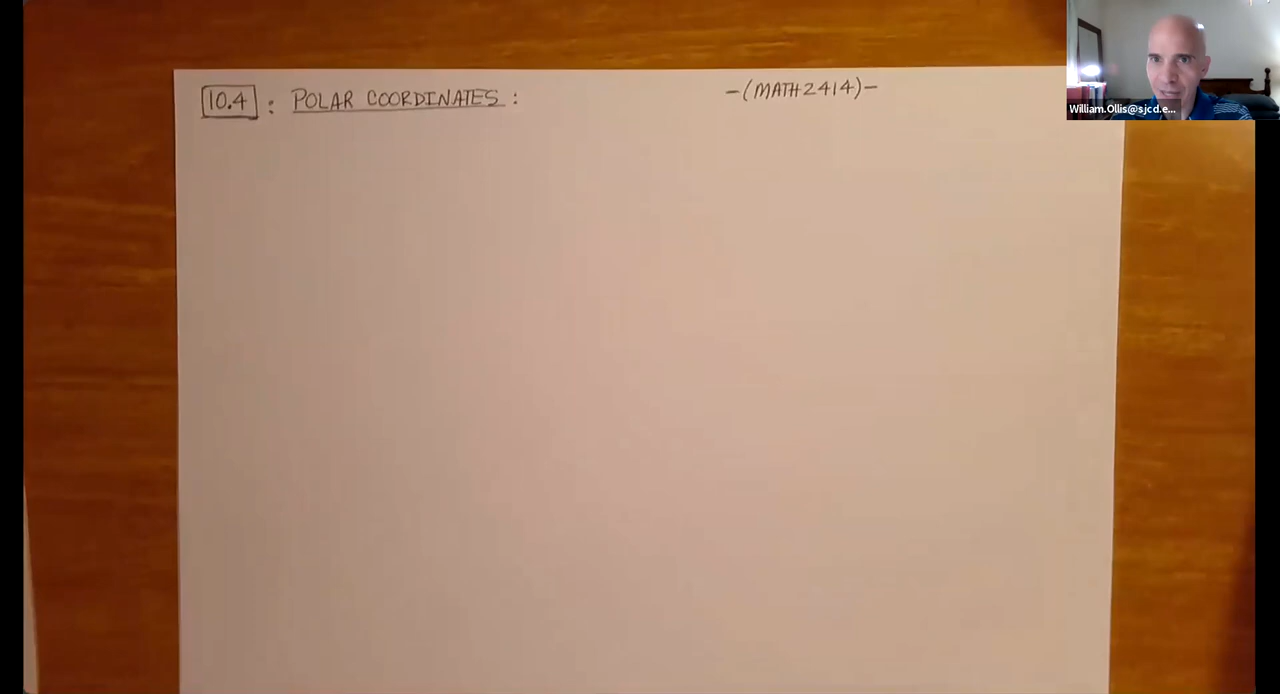 10.4 : POLAR COORDINATES :
-(MATH 2414)-
William.Ollis@sjcd.e...